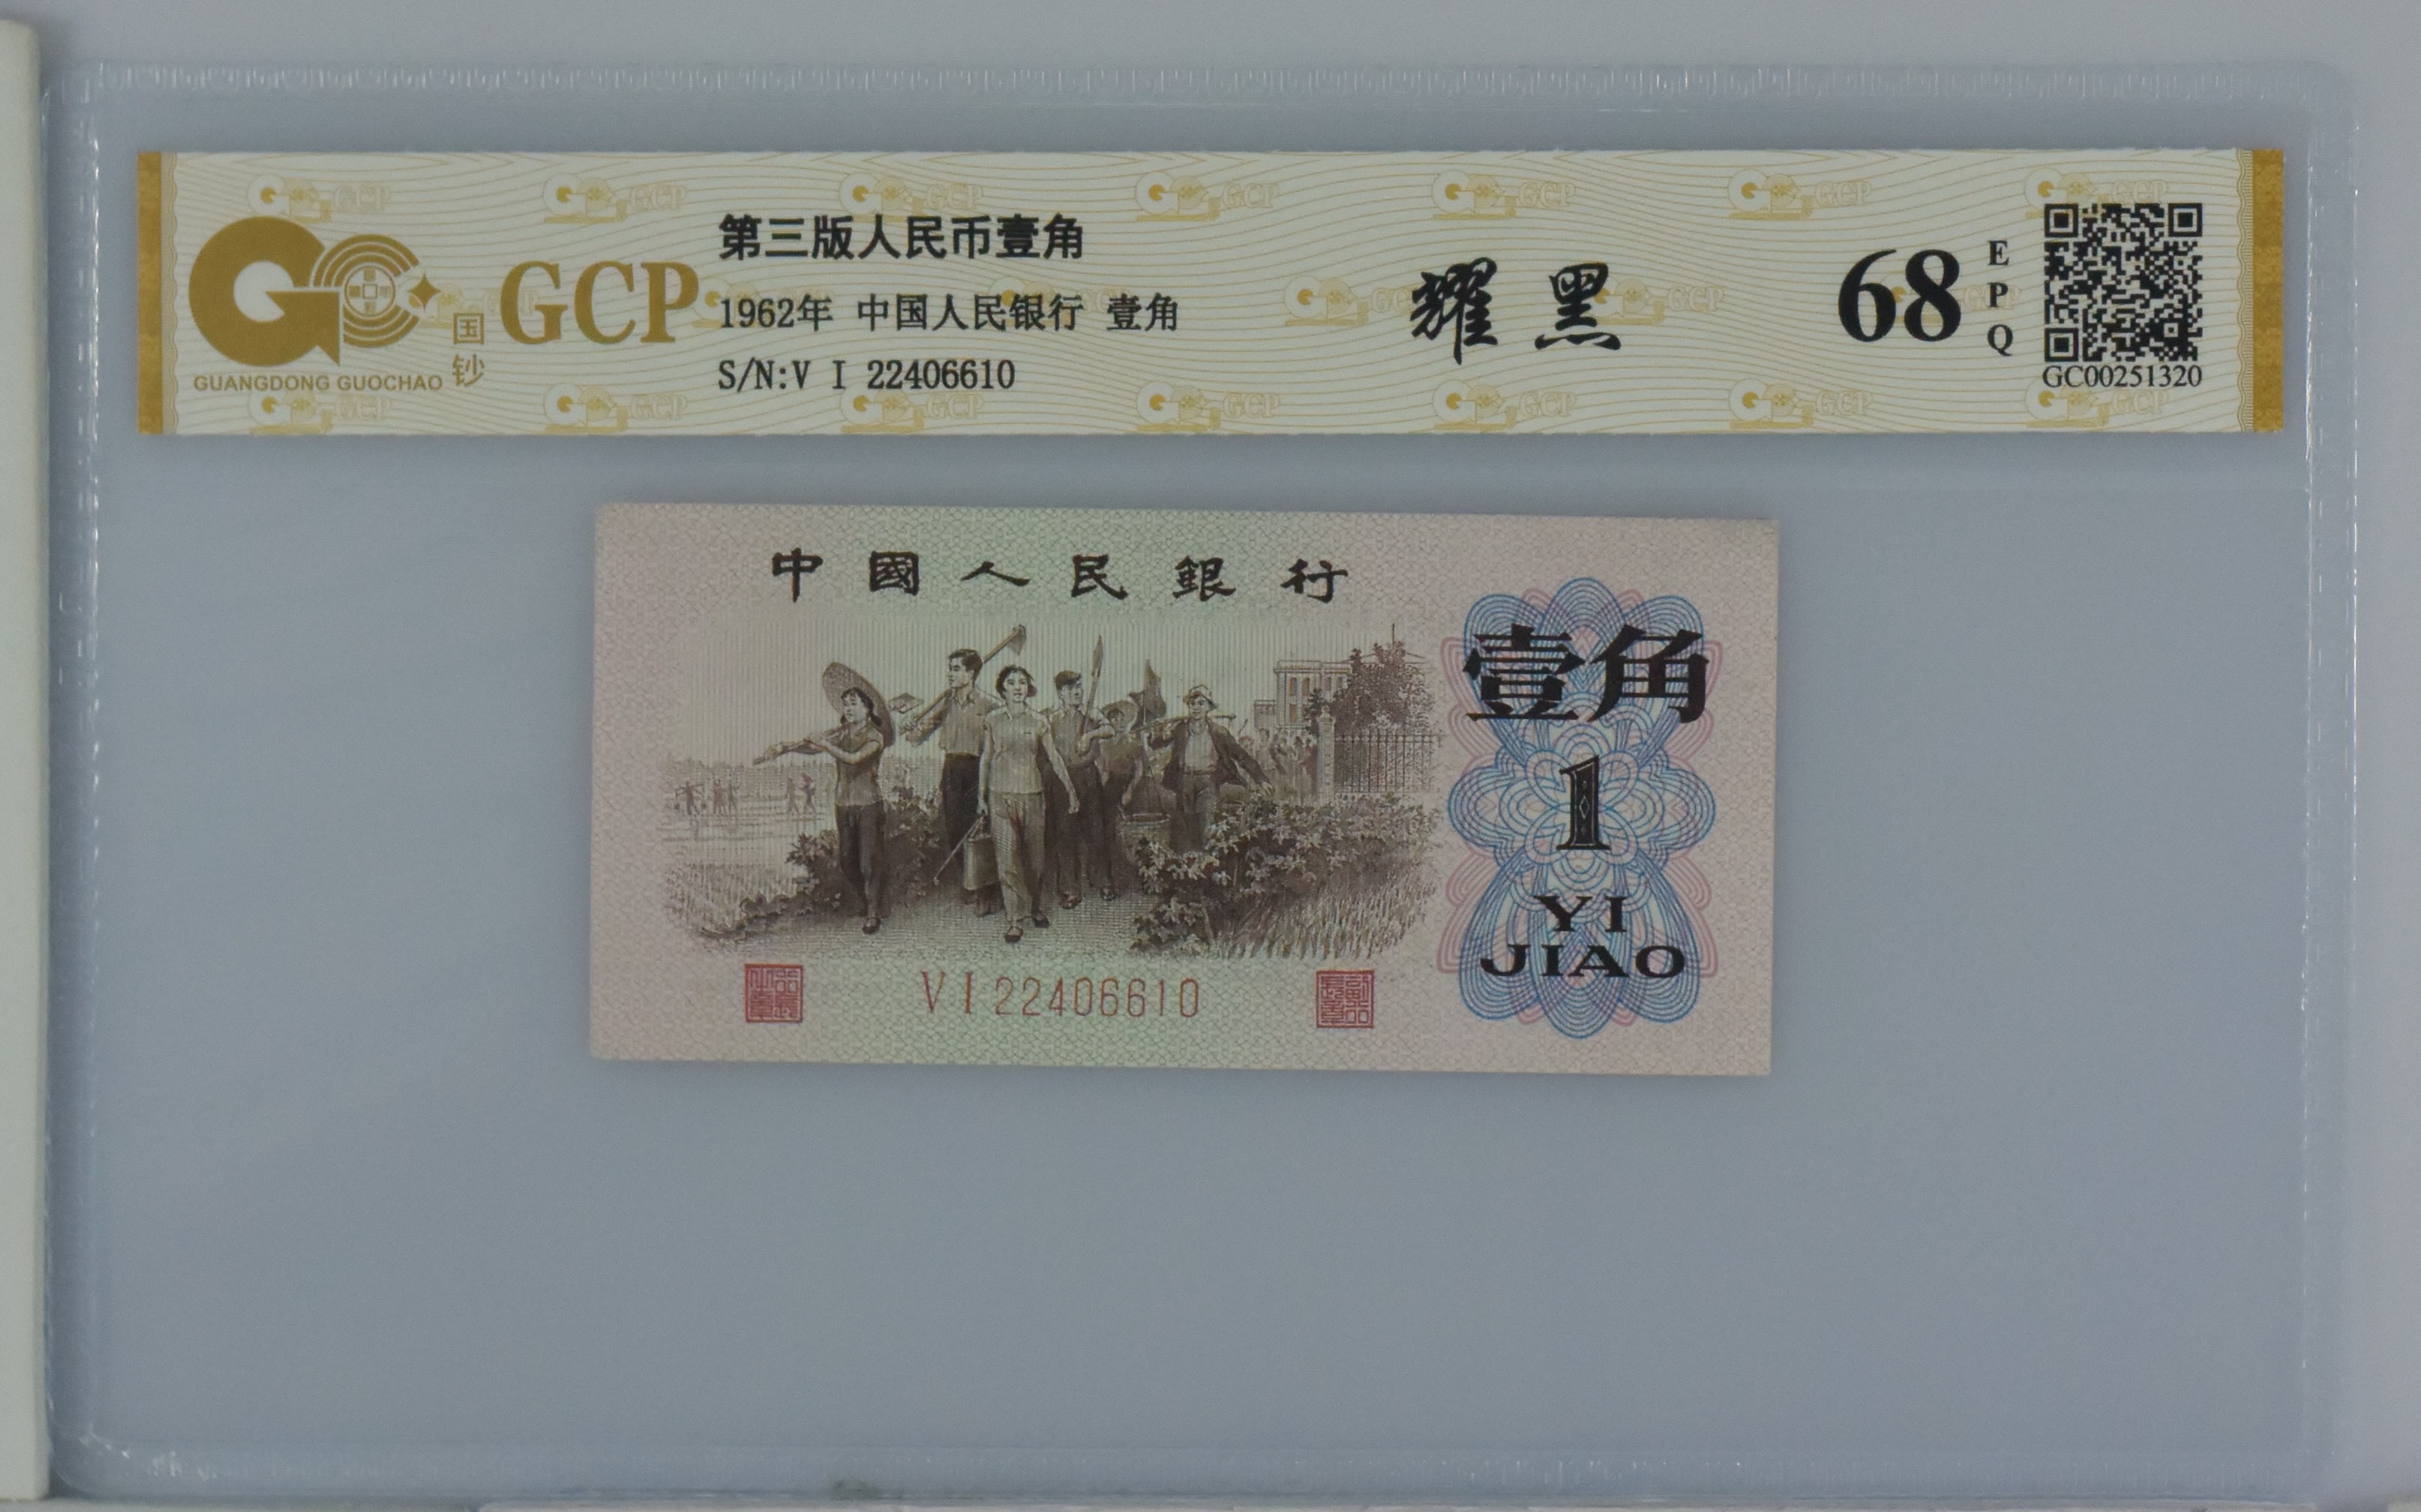 第三版人民币壹角
国钞 GCP
GUANGDONG GUOCHAO
1962年 中国人民银行 壹角
S/N:V I 22406610
耀黑
68
EPQ
GC00251320
中國人民銀行
壹角
1
YI
JIAO
V I 22406610